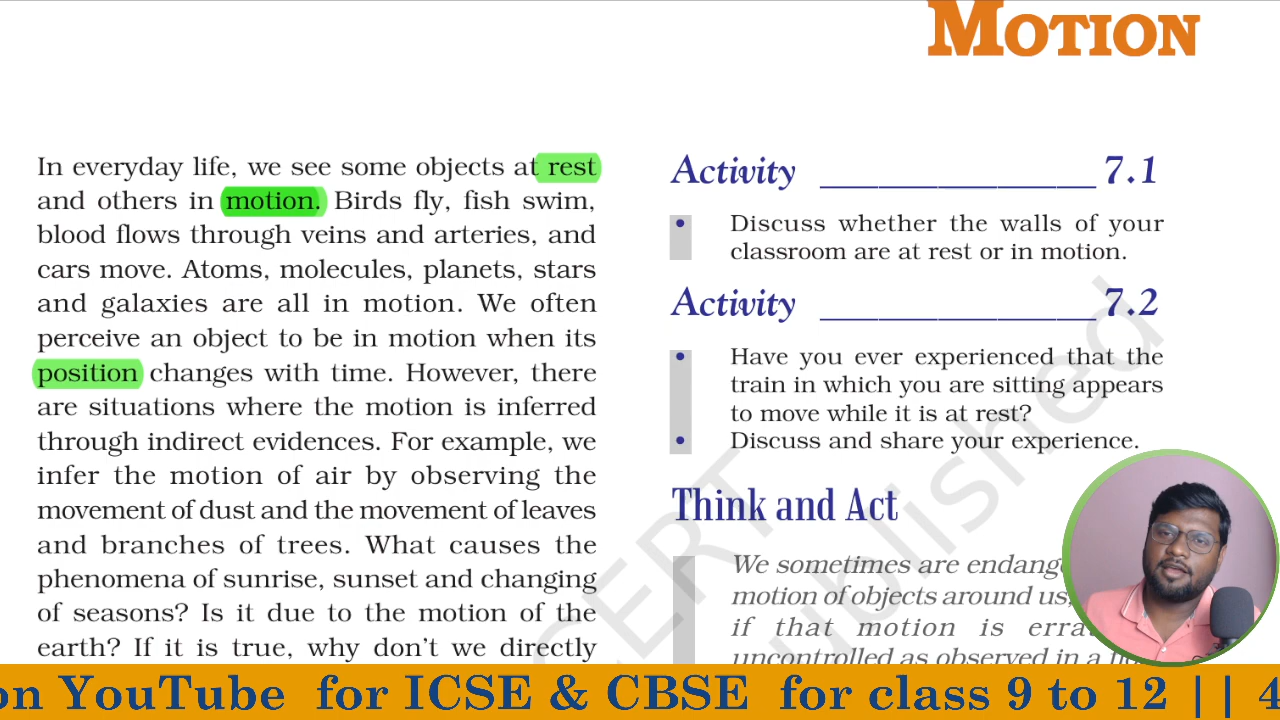 MOTION
In everyday life, we see some objects at rest
and others in motion. Birds fly, fish swim,
blood flows through veins and arteries, and
cars move. Atoms, molecules, planets, stars
and galaxies are all in motion. We often
perceive an object to be in motion when its
position changes with time. However, there
are situations where the motion is inferred
through indirect evidences. For example, we
infer the motion of air by observing the
movement of dust and the movement of leaves
and branches of trees. What causes the
phenomena of sunrise, sunset and changing
of seasons? Is it due to the motion of the
earth? If it is true, why don't we directly
Activity ______________ 7.1
• Discuss whether the walls of your
classroom are at rest or in motion.
Activity ______________ 7.2
• Have you ever experienced that the
train in which you are sitting appears
to move while it is at rest?
• Discuss and share your experience.
Think and Act
We sometimes are
motion of objects around us,
if that motion is
uncontrolled as observed in a
on YouTube for ICSE & CBSE for class 9 to 12 || 4